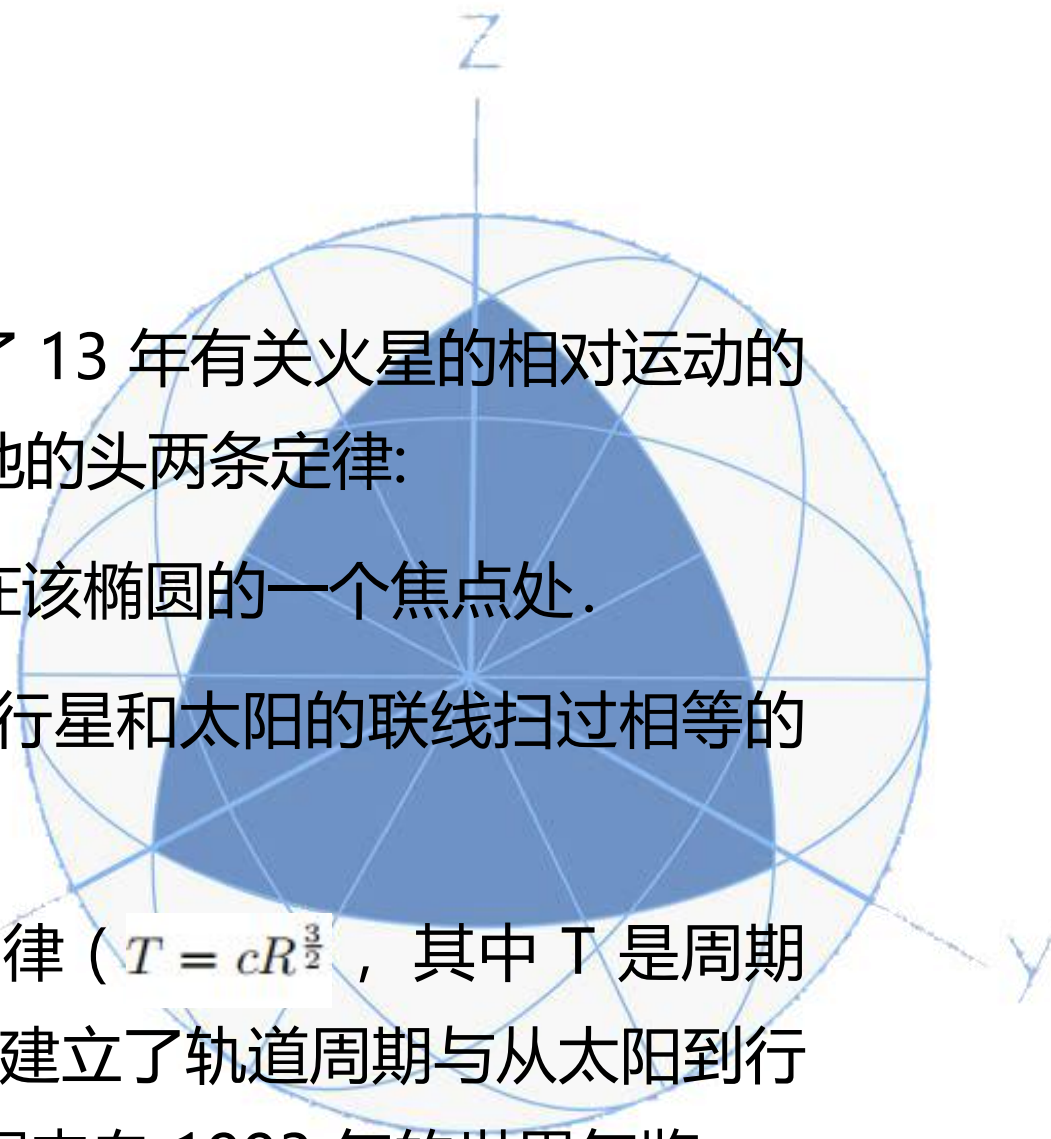 Z
13 年有关火星的相对运动的
的头两条定律:
该椭圆的一个焦点处.
行星和太阳的联线扫过相等的
律 ( T = cR^{3/2} , 其中 T 是周期
建立了轨道周期与从太阳到行
Y